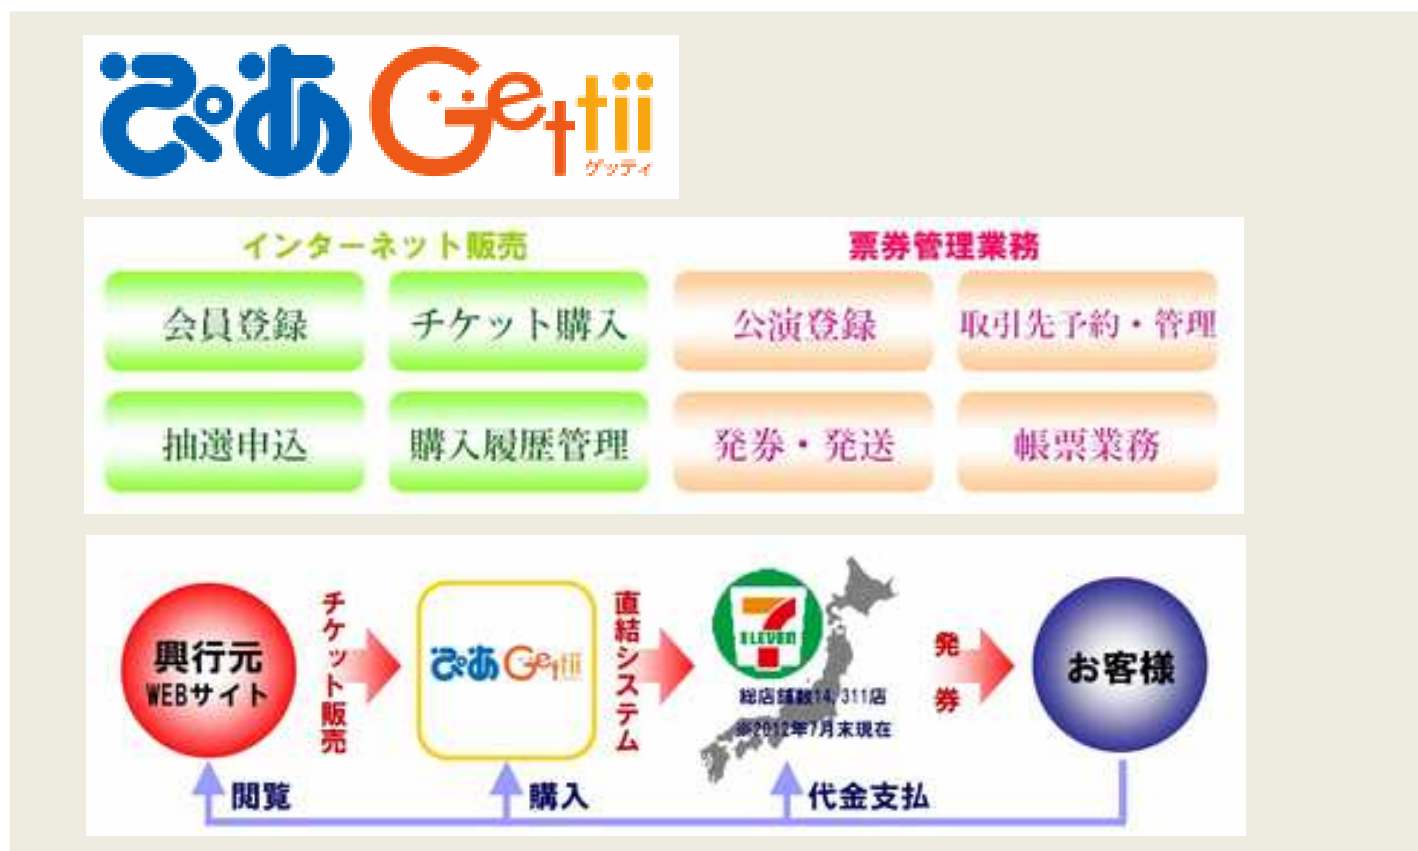 ぴあ Gettii
ゲッティ
インターネット販売
票券管理業務
会員登録
チケット購入
公演登録
取引先予約・管理
抽選申込
購入履歴管理
発券・発送
帳票業務
興行元
WEBサイト
チケット販売
ぴあ Gettii
直結システム
7
ELEVEN
総店舗数14,311店
※2012年7月末現在
発券
お客様
閲覧
購入
代金支払